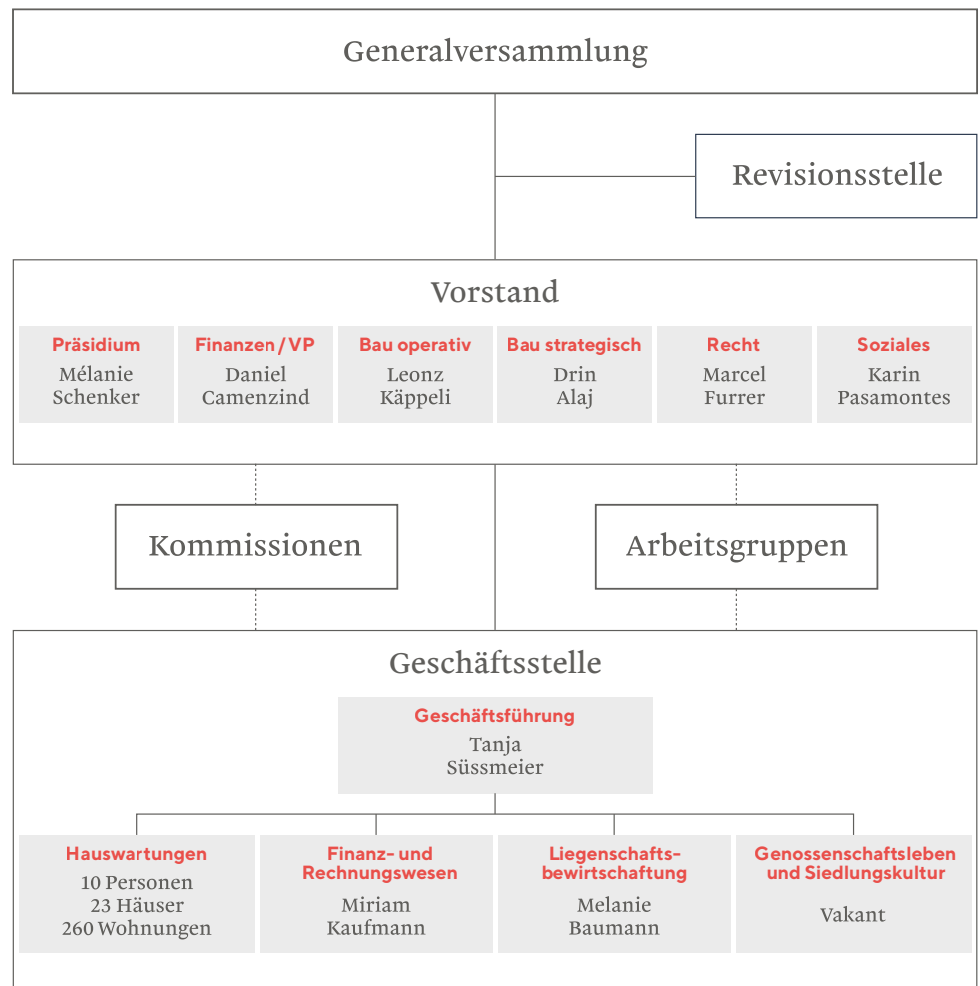 Generalversammlung
Revisionsstelle
Vorstand
Präsidium
Mélanie
Schenker
Finanzen / VP
Daniel
Camenzind
Bau operativ
Leonz
Käppeli
Bau strategisch
Drin
Alaj
Recht
Marcel
Furrer
Soziales
Karin
Pasamontes
Kommissionen
Arbeitsgruppen
Geschäftsstelle
Geschäftsführung
Tanja
Süssmeier
Hauswartungen
10 Personen
23 Häuser
260 Wohnungen
Finanz- und
Rechnungswesen
Miriam
Kaufmann
Liegenschafts-
bewirtschaftung
Melanie
Baumann
Genossenschaftsleben
und Siedlungskultur
Vakant